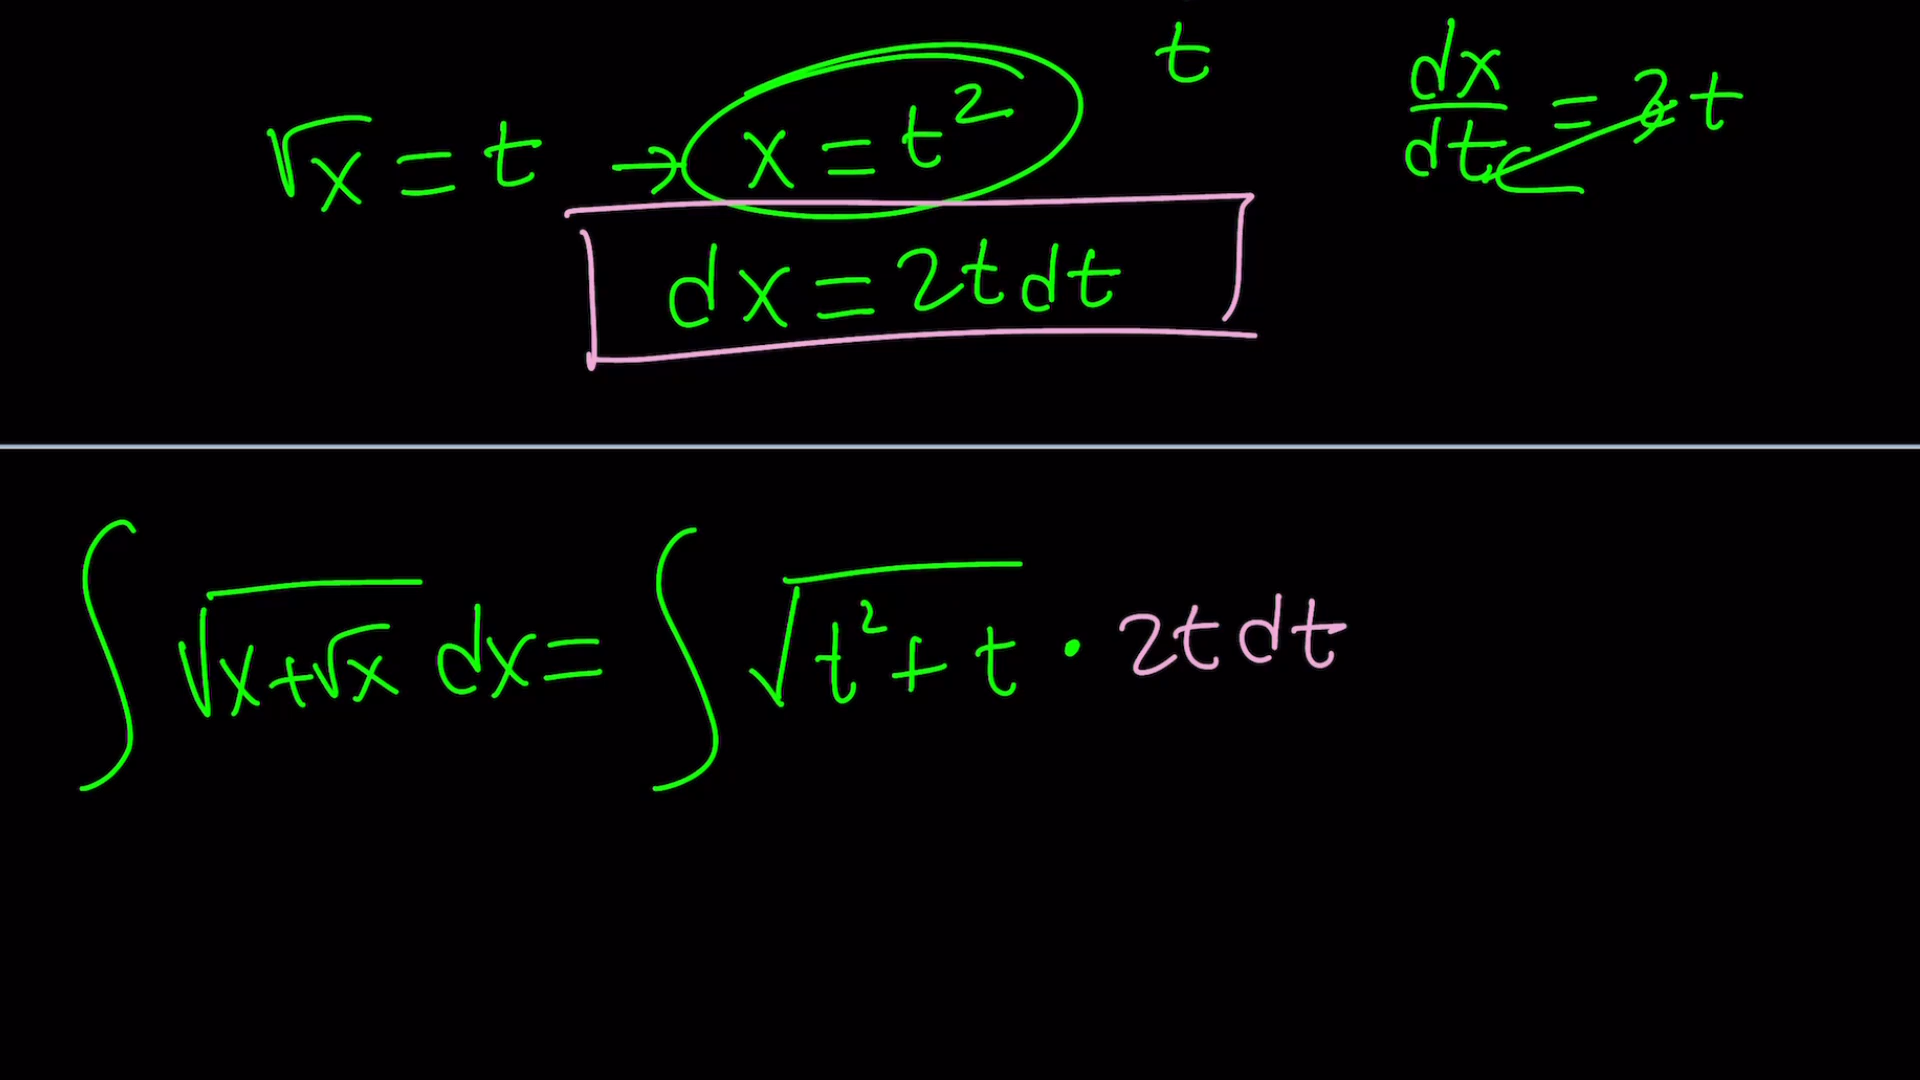 t
√x = t → x = t² dx/dt = 2t
dx = 2t dt
∫ √(x+√x) dx = ∫ √(t²+t) · 2t dt